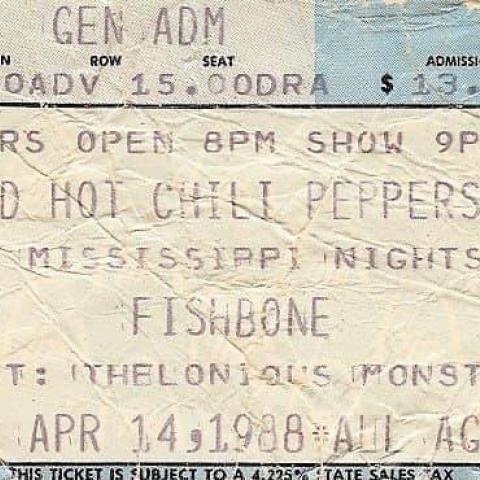 GEN ADM
N ROW SEAT ADMISSI
OADV 15.00DRA $ 13.
RS OPEN 8PM SHOW 9P
D HOT CHILI PEPPERS
MISSISSIPPI NIGHTS
FISHBONE
T: THELONIOUS MONST
APR 14,1988*ALL AG
THIS TICKET IS SUBJECT TO A 4.225% STATE SALES TAX